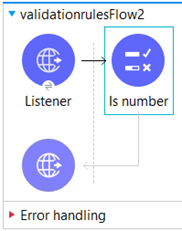 validationrulesFlow2
Listener
Is number
Error handling